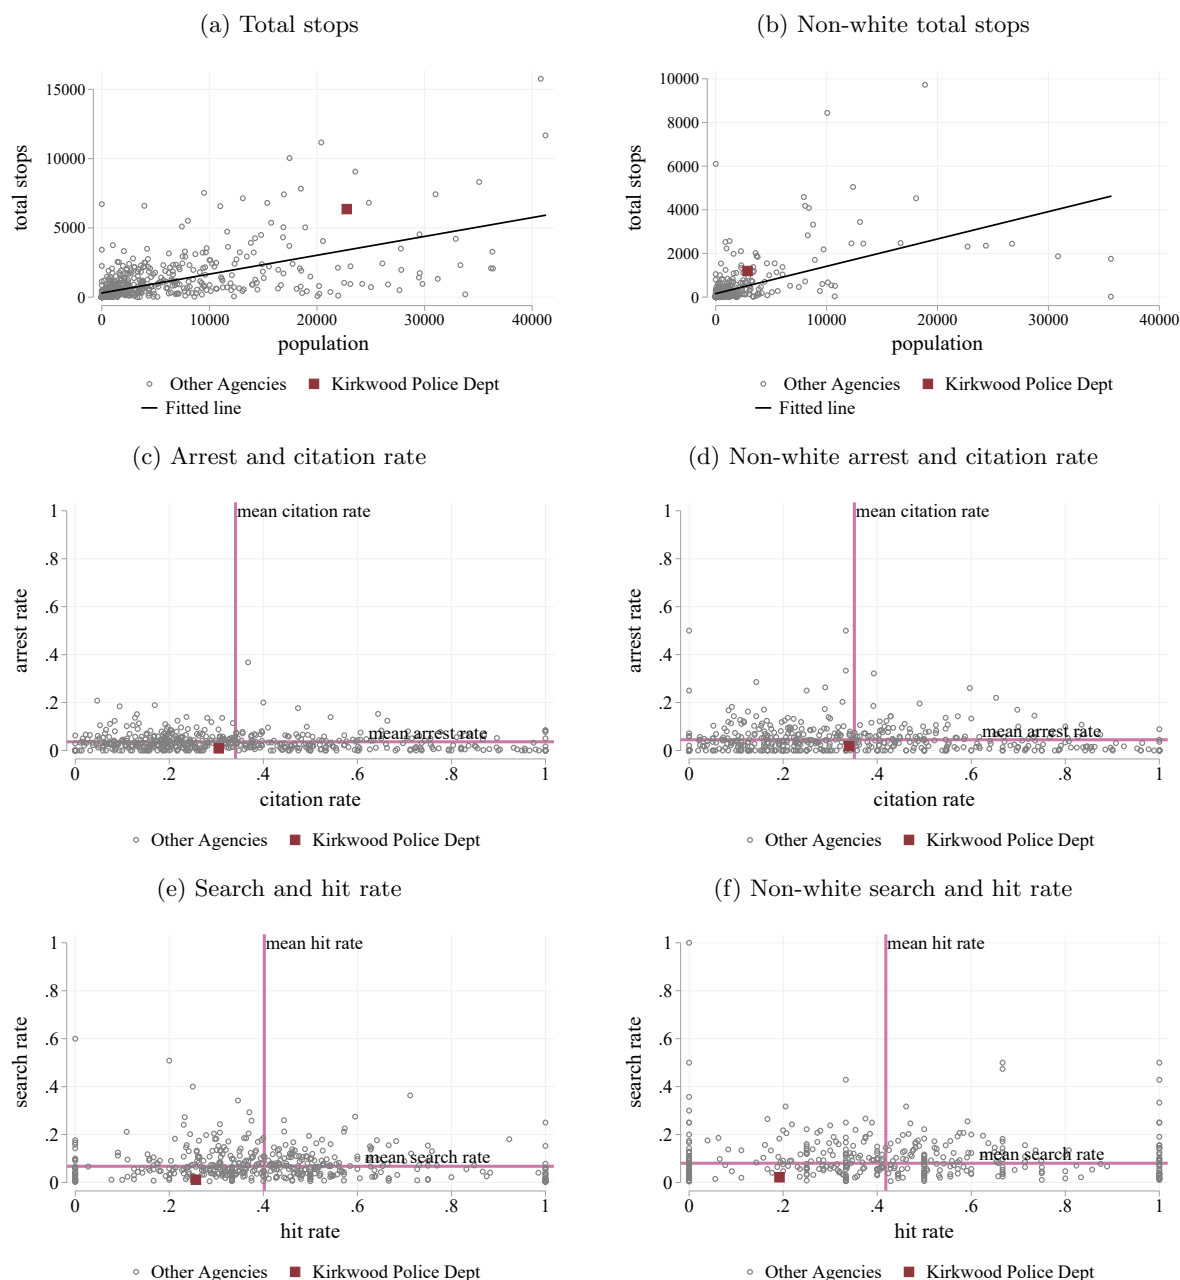 (a) Total stops
(b) Non-white total stops
total stops
15000
10000
5000
0
0 10000 20000 30000 40000
population
Other Agencies Kirkwood Police Dept
Fitted line
total stops
10000
8000
6000
4000
2000
0
0 10000 20000 30000 40000
population
Other Agencies Kirkwood Police Dept
Fitted line
(c) Arrest and citation rate
(d) Non-white arrest and citation rate
arrest rate
1
.8
.6
.4
.2
0
mean citation rate
mean arrest rate
0 .2 .4 .6 .8 1
citation rate
Other Agencies Kirkwood Police Dept
arrest rate
1
.8
.6
.4
.2
0
mean citation rate
mean arrest rate
0 .2 .4 .6 .8 1
citation rate
Other Agencies Kirkwood Police Dept
(e) Search and hit rate
(f) Non-white search and hit rate
search rate
1
.8
.6
.4
.2
0
mean hit rate
mean search rate
0 .2 .4 .6 .8 1
hit rate
Other Agencies Kirkwood Police Dept
search rate
1
.8
.6
.4
.2
0
mean hit rate
mean search rate
0 .2 .4 .6 .8 1
hit rate
Other Agencies Kirkwood Police Dept